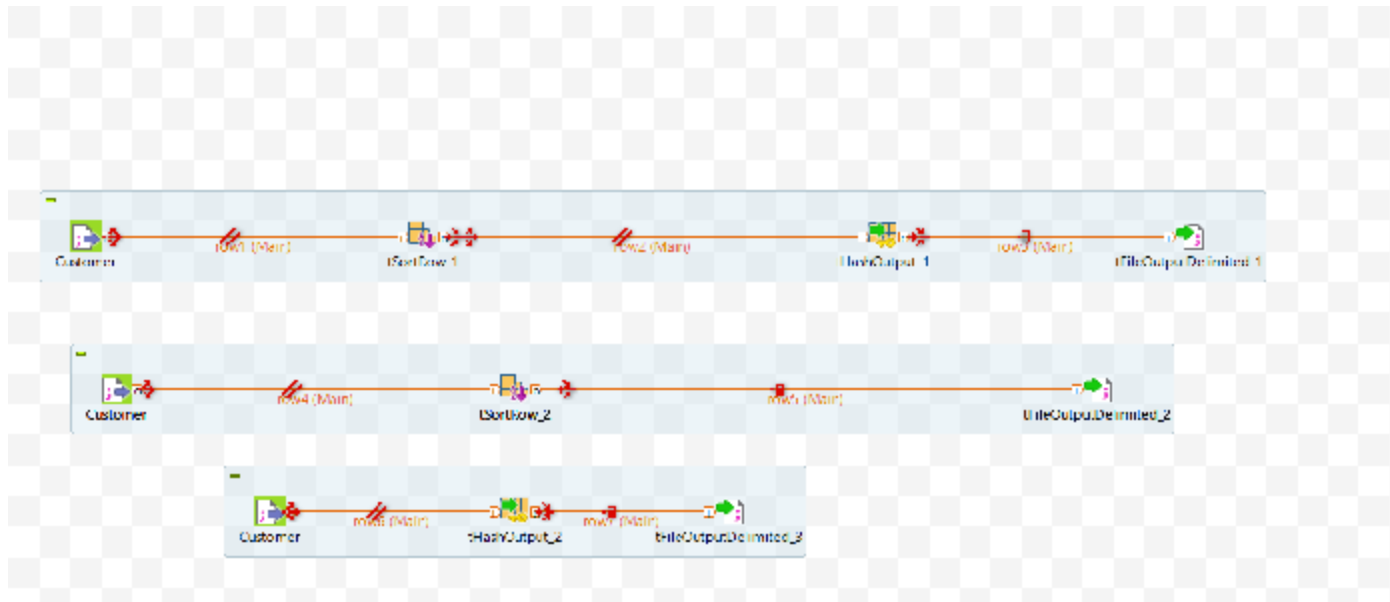 row1 (Main)
row2 (Main)
row3 (Main)
Customer
tSortRow_1
tHashOutput_1
tFileOutputDelimited_1
row4 (Main)
row5 (Main)
Customer
tSortRow_2
tFileOutputDelimited_2
row6 (Main)
row7 (Main)
Customer
tHashOutput_2
tFileOutputDelimited_3